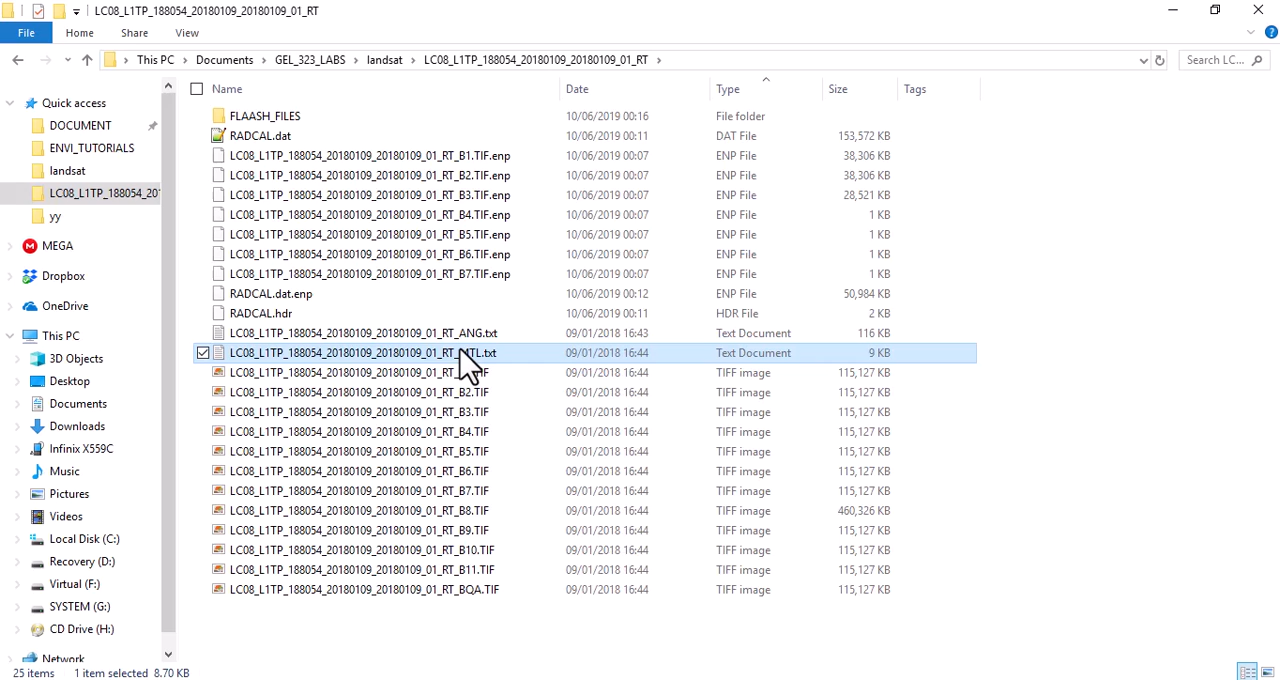 LC08_L1TP_188054_20180109_20180109_01_RT
File Home Share View
This PC Documents GEL_323_LABS landsat LC08_L1TP_188054_20180109_20180109_01_RT Search LC...
Name Date Type Size Tags
Quick access
DOCUMENT
ENVI_TUTORIALS
landsat
LC08_L1TP_188054_20
yy
MEGA
Dropbox
OneDrive
This PC
3D Objects
Desktop
Documents
Downloads
Infinix X559C
Music
Pictures
Videos
Local Disk (C:)
Recovery (D:)
Virtual (F:)
SYSTEM (G:)
CD Drive (H:)
Network
FLAASH_FILES 10/06/2019 00:16 File folder
RADCAL.dat 10/06/2019 00:11 DAT File 153,572 KB
LC08_L1TP_188054_20180109_20180109_01_RT_B1.TIF.enp 10/06/2019 00:07 ENP File 38,306 KB
LC08_L1TP_188054_20180109_20180109_01_RT_B2.TIF.enp 10/06/2019 00:07 ENP File 38,306 KB
LC08_L1TP_188054_20180109_20180109_01_RT_B3.TIF.enp 10/06/2019 00:07 ENP File 28,521 KB
LC08_L1TP_188054_20180109_20180109_01_RT_B4.TIF.enp 10/06/2019 00:07 ENP File 1 KB
LC08_L1TP_188054_20180109_20180109_01_RT_B5.TIF.enp 10/06/2019 00:07 ENP File 1 KB
LC08_L1TP_188054_20180109_20180109_01_RT_B6.TIF.enp 10/06/2019 00:07 ENP File 1 KB
LC08_L1TP_188054_20180109_20180109_01_RT_B7.TIF.enp 10/06/2019 00:07 ENP File 1 KB
RADCAL.dat.enp 10/06/2019 00:12 ENP File 50,984 KB
RADCAL.hdr 10/06/2019 00:11 HDR File 2 KB
LC08_L1TP_188054_20180109_20180109_01_RT_ANG.txt 09/01/2018 16:43 Text Document 116 KB
LC08_L1TP_188054_20180109_20180109_01_RT_MTL.txt 09/01/2018 16:44 Text Document 9 KB
LC08_L1TP_188054_20180109_20180109_01_RT_ 09/01/2018 16:44 TIFF image 115,127 KB
LC08_L1TP_188054_20180109_20180109_01_RT_B2.TIF 09/01/2018 16:44 TIFF image 115,127 KB
LC08_L1TP_188054_20180109_20180109_01_RT_B3.TIF 09/01/2018 16:44 TIFF image 115,127 KB
LC08_L1TP_188054_20180109_20180109_01_RT_B4.TIF 09/01/2018 16:44 TIFF image 115,127 KB
LC08_L1TP_188054_20180109_20180109_01_RT_B5.TIF 09/01/2018 16:44 TIFF image 115,127 KB
LC08_L1TP_188054_20180109_20180109_01_RT_B6.TIF 09/01/2018 16:44 TIFF image 115,127 KB
LC08_L1TP_188054_20180109_20180109_01_RT_B7.TIF 09/01/2018 16:44 TIFF image 115,127 KB
LC08_L1TP_188054_20180109_20180109_01_RT_B8.TIF 09/01/2018 16:44 TIFF image 460,326 KB
LC08_L1TP_188054_20180109_20180109_01_RT_B9.TIF 09/01/2018 16:44 TIFF image 115,127 KB
LC08_L1TP_188054_20180109_20180109_01_RT_B10.TIF 09/01/2018 16:44 TIFF image 115,127 KB
LC08_L1TP_188054_20180109_20180109_01_RT_B11.TIF 09/01/2018 16:44 TIFF image 115,127 KB
LC08_L1TP_188054_20180109_20180109_01_RT_BQA.TIF 09/01/2018 16:44 TIFF image 115,127 KB
25 items 1 item selected 8.70 KB